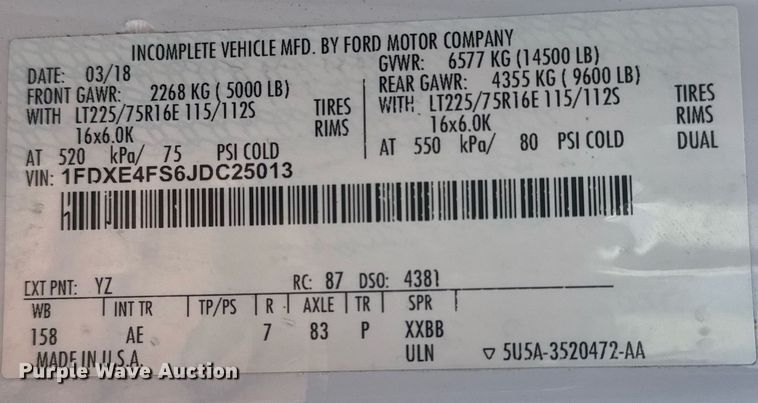 INCOMPLETE VEHICLE MFD. BY FORD MOTOR COMPANY
DATE: 03/18 GVWR: 6577 KG (14500 LB)
FRONT GAWR: 2268 KG ( 5000 LB) REAR GAWR: 4355 KG ( 9600 LB)
WITH LT225/75R16E 115/112S TIRES WITH LT225/75R16E 115/112S TIRES
16x6.0K RIMS 16x6.0K RIMS
AT 520 kPa/ 75 PSI COLD AT 550 kPa/ 80 PSI COLD DUAL
VIN: 1FDXE4FS6JDC25013
EXT PNT: YZ RC: 87 DSO: 4381
WB INT TR TP/PS R AXLE TR SPR
158 AE 7 83 P XXBB
MADE IN U.S.A. ULN ▽ 5U5A-3520472-AA
Purple Wave Auction